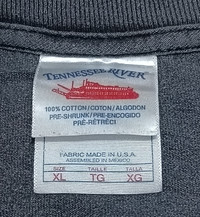 TENNESSEE RIVER
100% COTTON/COTON/ALGODON
PRE-SHRUNK/PRE-ENCOGIDO
PRÉ-RÉTRÉCI
FABRIC MADE IN U.S.A.
ASSEMBLED IN MEXICO
SIZE TAILLE TALLA
XL TG XG